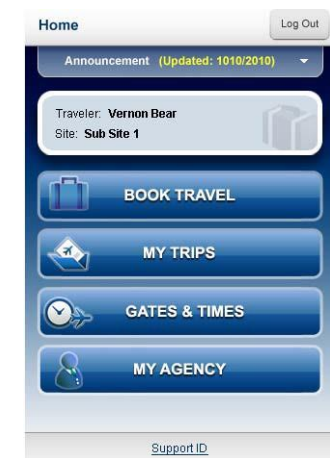 Home
Log Out
Announcement (Updated: 1010/2010)
Traveler: Vernon Bear
Site: Sub Site 1
BOOK TRAVEL
MY TRIPS
GATES & TIMES
MY AGENCY
Support ID